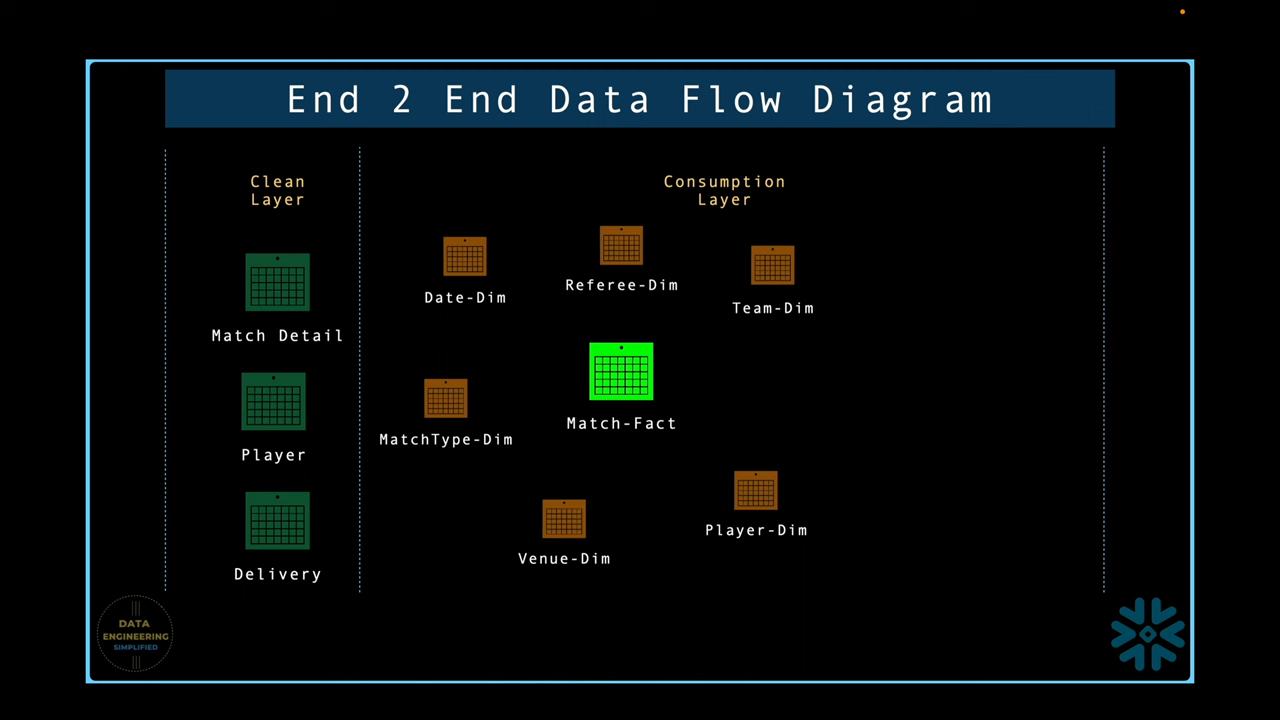 End 2 End Data Flow Diagram
Clean
Layer
Consumption
Layer
Match Detail
Player
Delivery
Date-Dim
Referee-Dim
Team-Dim
MatchType-Dim
Match-Fact
Venue-Dim
Player-Dim
DATA
ENGINEERING
SIMPLIFIED